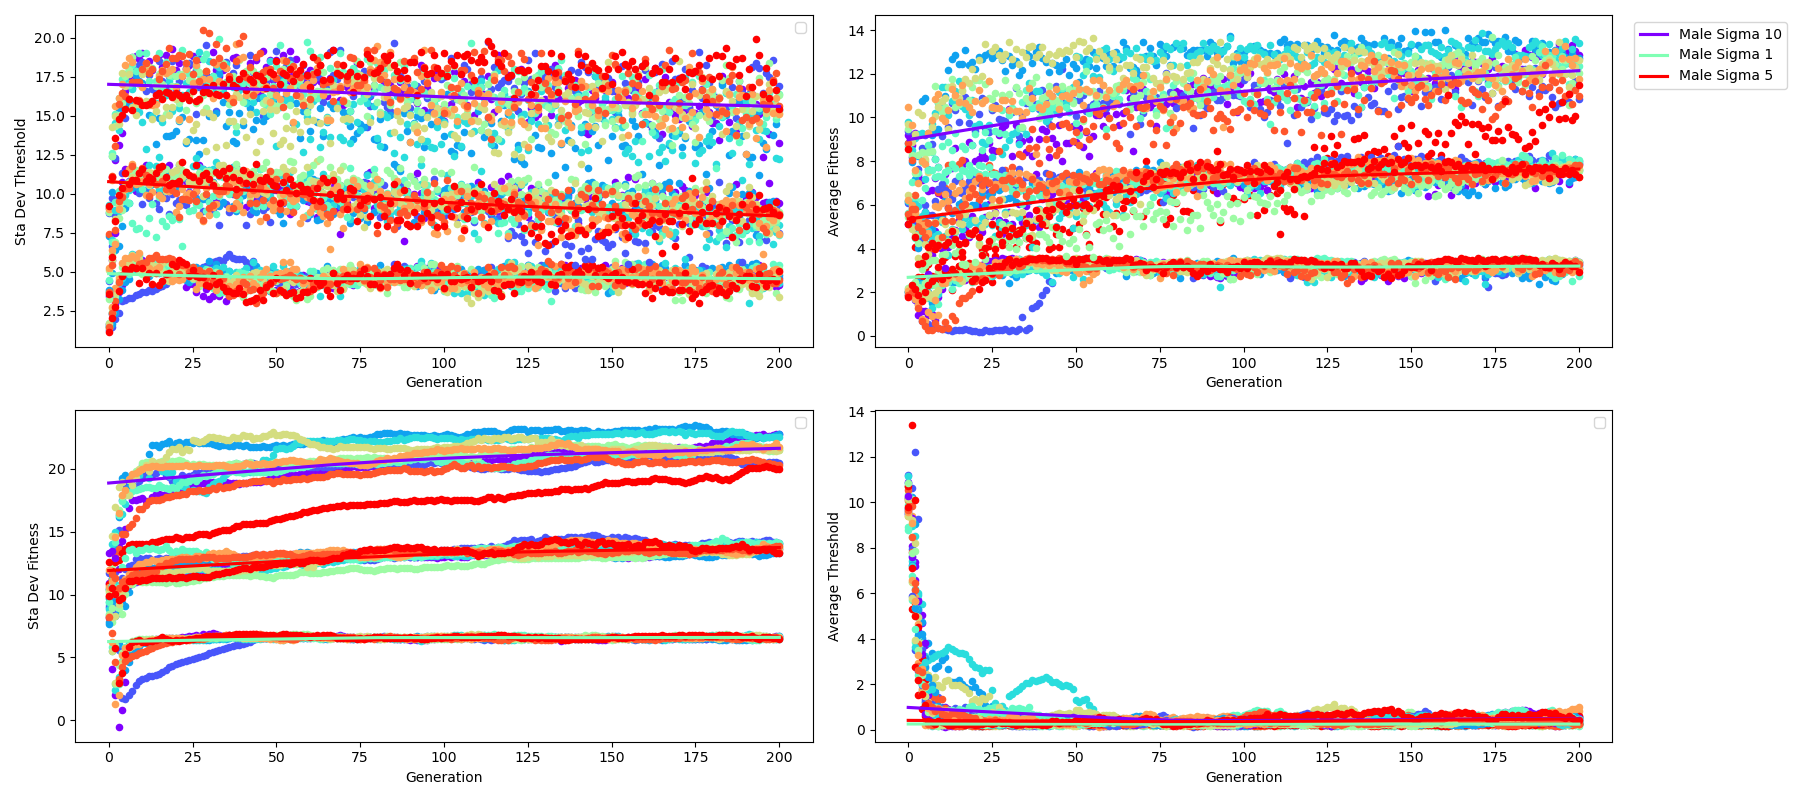 Sta Dev Threshold
20.0
17.5
15.0
12.5
10.0
7.5
5.0
2.5
0 25 50 75 100 125 150 175 200
Generation
Average Fitness
14
12
10
8
6
4
2
0
0 25 50 75 100 125 150 175 200
Generation
Male Sigma 10
Male Sigma 1
Male Sigma 5
Sta Dev Fitness
20
15
10
5
0
0 25 50 75 100 125 150 175 200
Generation
Average Threshold
14
12
10
8
6
4
2
0
0 25 50 75 100 125 150 175 200
Generation